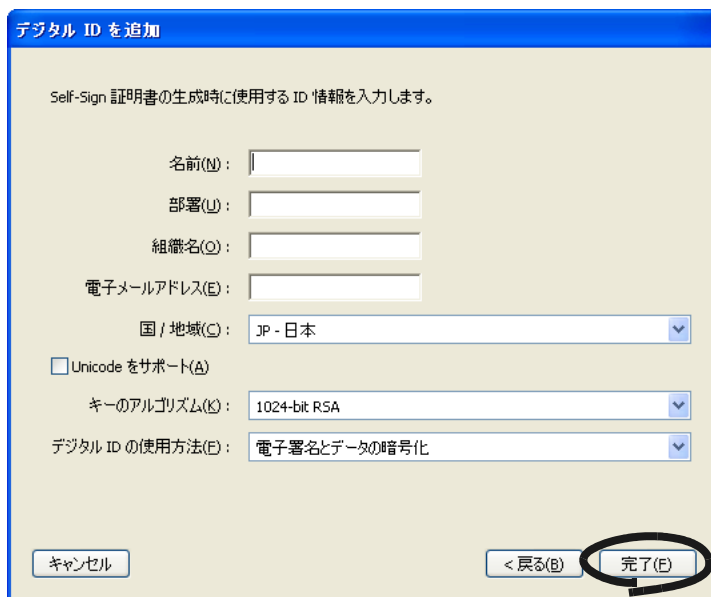 デジタル ID を追加
Self-Sign 証明書の生成時に使用する ID 情報を入力します。
名前(N) :
部署(U) :
組織名(O) :
電子メールアドレス(E) :
国 / 地域(C) : JP - 日本
Unicode をサポート(A)
キーのアルゴリズム(K) : 1024-bit RSA
デジタル ID の使用方法(F) : 電子署名とデータの暗号化
キャンセル < 戻る(B) 完了(F)